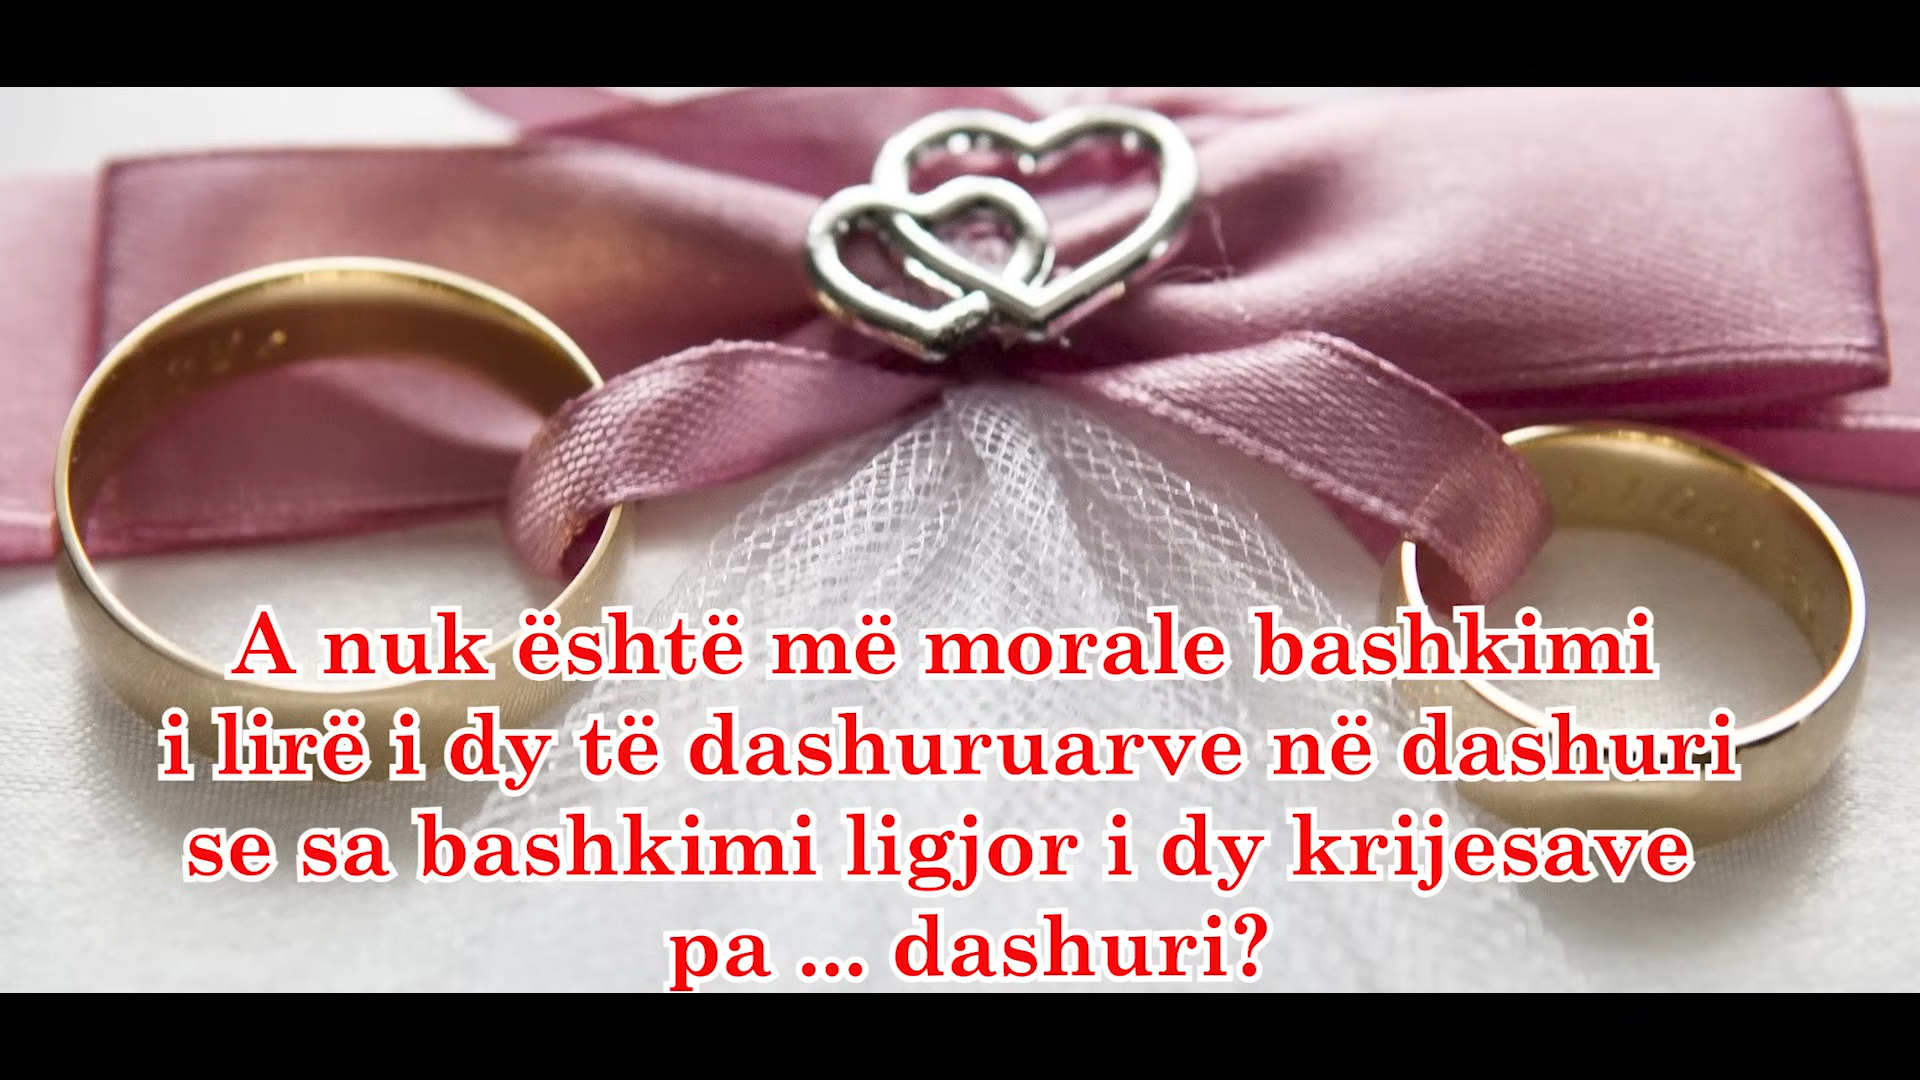 A nuk është më morale bashkimi
i lirë i dy të dashuruarve në dashuri
se sa bashkimi ligjor i dy krijesave
pa ... dashuri?